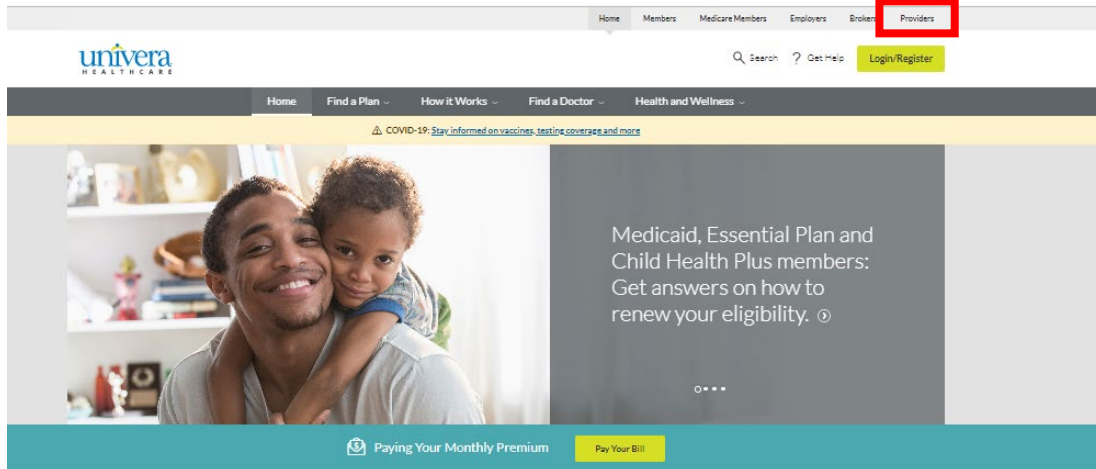 Home Members Medicare Members Employers Brokers Providers
univera
HEALTHCARE
Search ? Get Help Login/Register
Home Find a Plan How it Works Find a Doctor Health and Wellness
COVID-19: Stay informed on vaccines, testing coverage and more
Medicaid, Essential Plan and
Child Health Plus members:
Get answers on how to
renew your eligibility.
Paying Your Monthly Premium Pay Your Bill